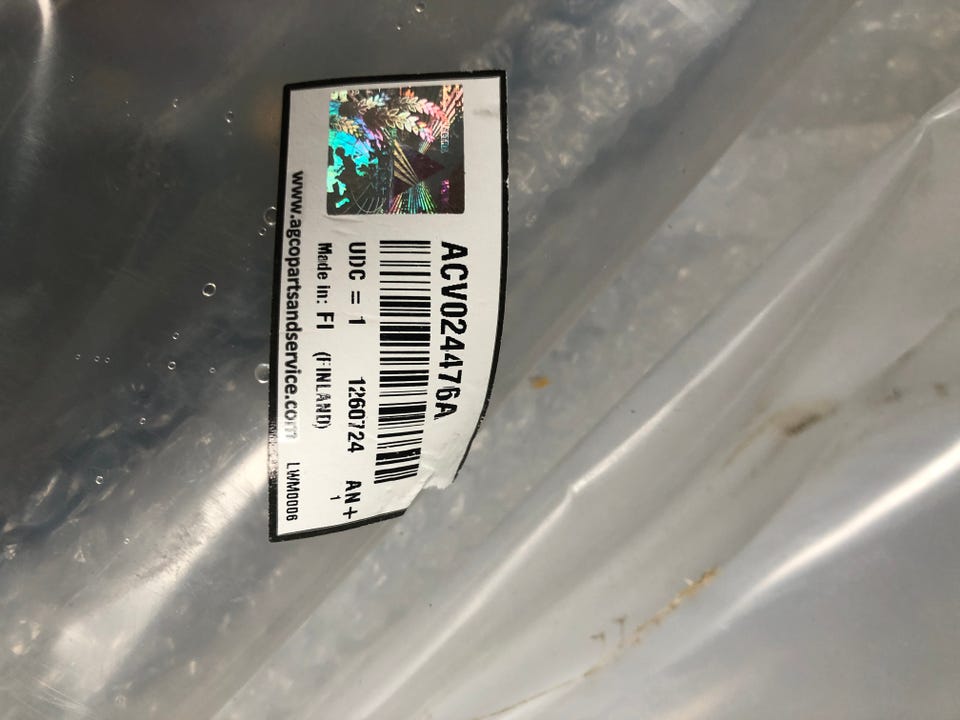 ACV024476A
UDC = 1 1260724 AN+
Made in: FI (FINLAND) 1
www.agcopartsandservice.com LWM0006